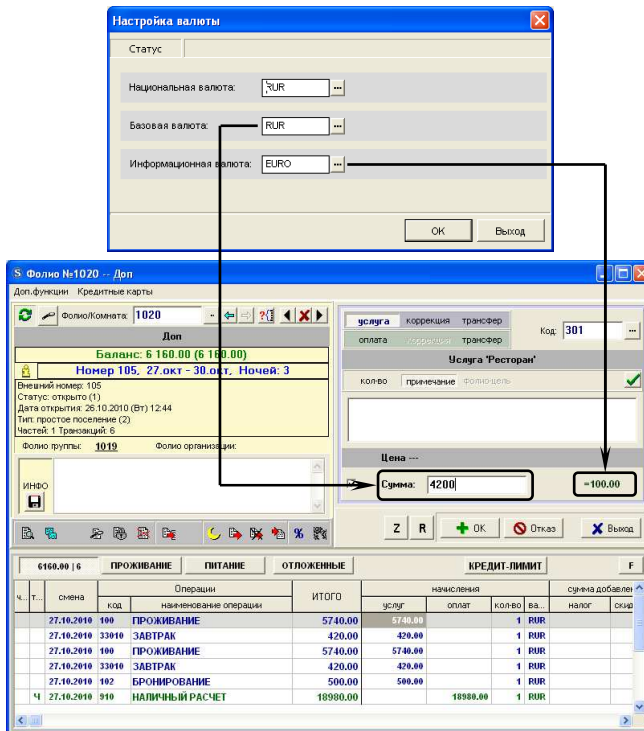 Настройка валюты
Статус
Национальная валюта: RUR ...
Базовая валюта: RUR ...
Информационная валюта: EURO ...
OK Выход
S Фолио №1020 -- Доп
Доп.функции Кредитные карты
Фолио/Комната: 1020
Доп
Баланс: 6 160.00 (6 160.00)
Номер 105, 27.окт - 30.окт, Ночей: 3
Внешний номер: 105
Статус: открыто (1)
Дата открытия: 26.10.2010 (Вт) 12:44
Тип: простое поселение (2)
Частей: 1 Транзакций: 6
Фолио группы: 1019 Фолио организации:
ИНФО
%
услуга коррекция трансфер
оплата коррекция трансфер
Код: 301 ...
Услуга 'Ресторан'
кол-во примечание фолио-цель
Цена ---
Сумма: 4200 =100.00
Z R OK Отказ Выход
6160.00 | 6 ПРОЖИВАНИЕ ПИТАНИЕ ОТЛОЖЕННЫЕ КРЕДИТ-ЛИМИТ F
Ч... Т... смена Операции ИТОГО начисления сумма добавлен
код наименование операции услуг оплат кол-во ва... налог скид
27.10.2010 100 ПРОЖИВАНИЕ 5740.00 5740.00 1 RUR
27.10.2010 33010 ЗАВТРАК 420.00 420.00 1 RUR
27.10.2010 100 ПРОЖИВАНИЕ 5740.00 5740.00 1 RUR
27.10.2010 33010 ЗАВТРАК 420.00 420.00 1 RUR
27.10.2010 102 БРОНИРОВАНИЕ 500.00 500.00 1 RUR
Ч 27.10.2010 910 НАЛИЧНЫЙ РАСЧЕТ 18980.00 18980.00 1 RUR